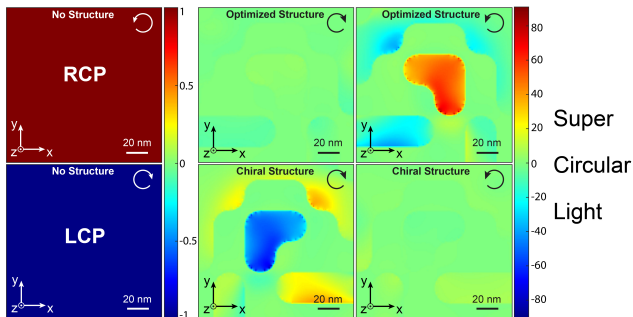 No Structure
RCP
y
z
x
20 nm
1
0.5
0
-0.5
-1
Optimized Structure
y
z
x
20 nm
Optimized Structure
y
z
x
20 nm
80
60
40
20
0
-20
-40
-60
-80
No Structure
LCP
y
z
x
20 nm
Chiral Structure
y
z
x
20 nm
Chiral Structure
y
z
x
20 nm
Super
Circular
Light